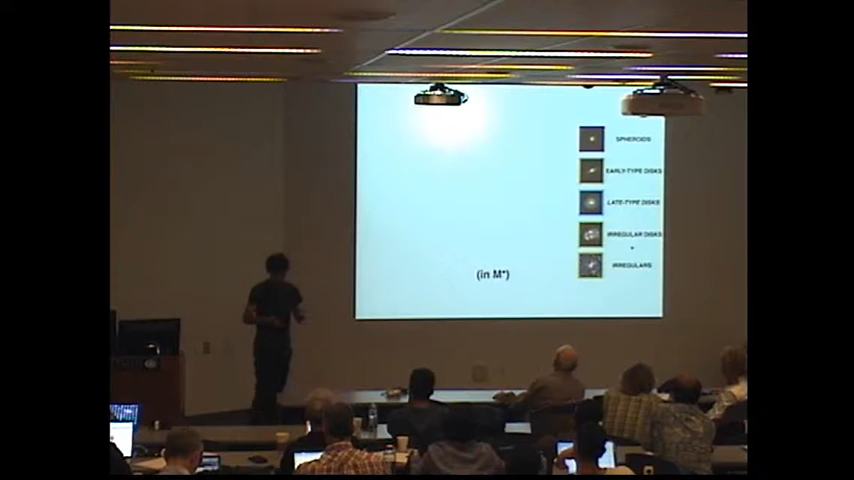 SPHEROIDS
EARLY-TYPE DISKS
LATE-TYPE DISKS
IRREGULAR DISKS
+
IRREGULARS
(in M*)